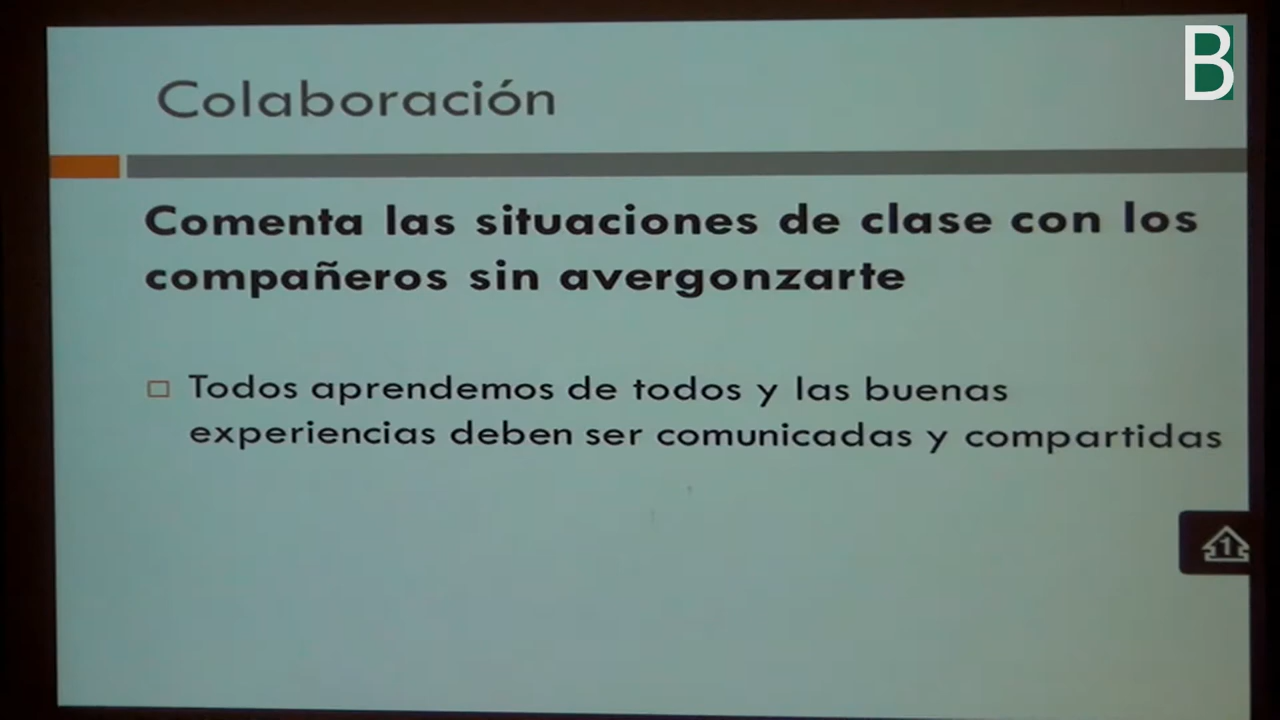 B
Colaboración
Comenta las situaciones de clase con los
compañeros sin avergonzarte
Todos aprendemos de todos y las buenas
experiencias deben ser comunicadas y compartidas
1